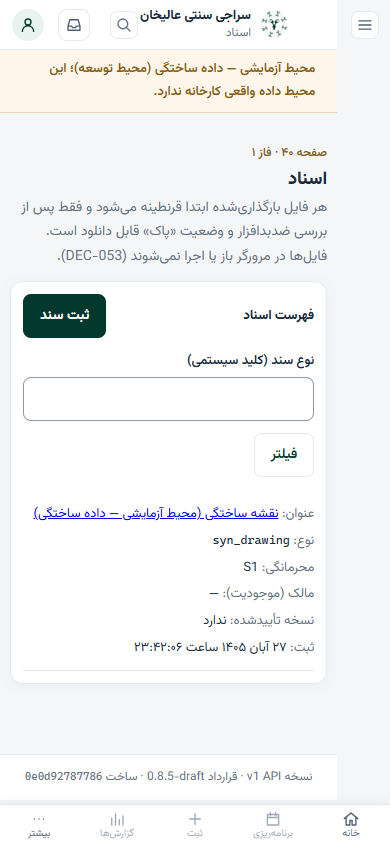 سراجی سنتی عالیخان
اسناد
محیط آزمایشی — داده ساختگی (محیط توسعه)؛ این
محیط داده واقعی کارخانه ندارد.
صفحه ۴۰ · فاز ۱
اسناد
هر فایل بارگذاری‌شده ابتدا قرنطینه می‌شود و فقط پس از
بررسی ضدبدافزار و وضعیت «پاک» قابل دانلود است.
فایل‌ها در مرورگر باز یا اجرا نمی‌شوند (DEC-053).
فهرست اسناد
ثبت سند
نوع سند (کلید سیستمی)
فیلتر
عنوان: نقشه ساختگی (محیط آزمایشی — داده ساختگی)
نوع: syn_drawing
محرمانگی: S1
مالک (موجودیت): —
نسخه تأییدشده: ندارد
ثبت: ۲۷ آبان ۱۴۰۵ ساعت ۲۳:۴۲:۰۶
نسخه v1 API · قرارداد 0.8.5-draft · ساخت 0e0d92787786
خانه
برنامه‌ریزی
ثبت
گزارش‌ها
بیشتر